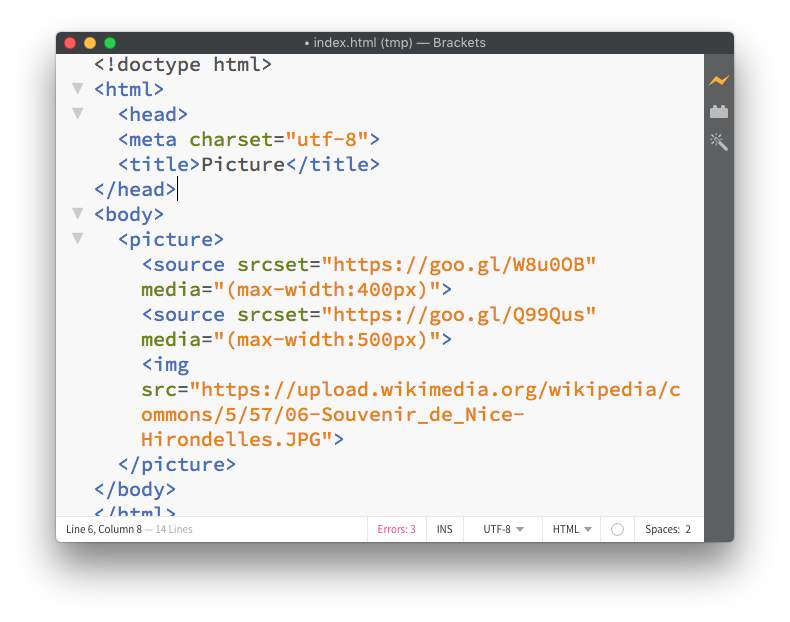 • index.html (tmp) — Brackets
<!doctype html>
<html>
<head>
<meta charset="utf-8">
<title>Picture</title>
</head>
<body>
<picture>
<source srcset="https://goo.gl/W8u0OB"
media="(max-width:400px)">
<source srcset="https://goo.gl/Q99Qus"
media="(max-width:500px)">
<img
src="https://upload.wikimedia.org/wikipedia/c
ommons/5/57/06-Souvenir_de_Nice-
Hirondelles.JPG">
</picture>
</body>
</html>
Line 6, Column 8 — 14 Lines Errors: 3 INS UTF-8 HTML Spaces: 2